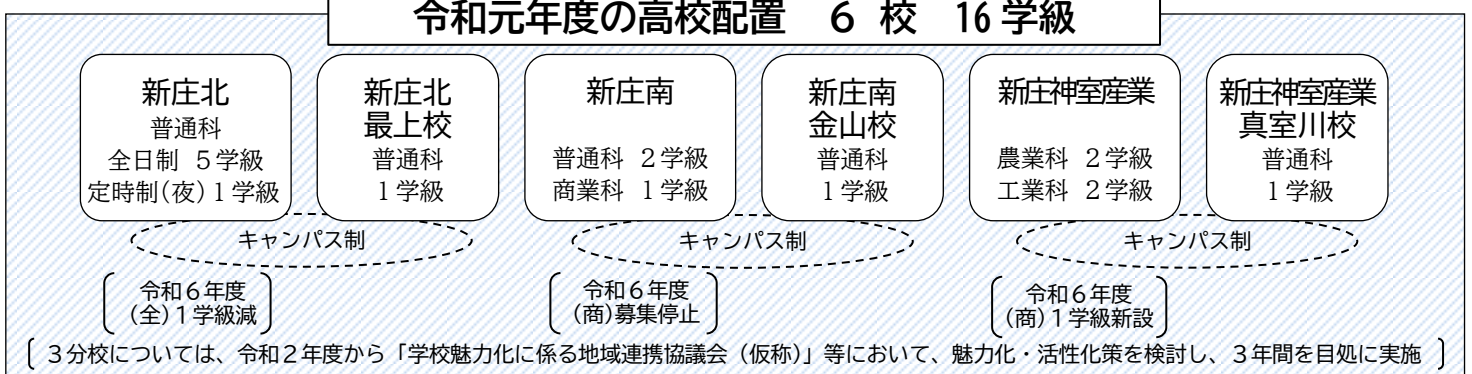 令和元年度の高校配置　６ 校　16 学級
新庄北
普通科
全日制 ５学級
定時制(夜)１学級
新庄北
最上校
普通科
１学級
新庄南
普通科 ２学級
商業科 １学級
新庄南
金山校
普通科
１学級
新庄神室産業
農業科 ２学級
工業科 ２学級
新庄神室産業
真室川校
普通科
１学級
キャンパス制
キャンパス制
キャンパス制
令和６年度
(全)１学級減
令和６年度
(商)募集停止
令和６年度
(商)１学級新設
３分校については、令和２年度から「学校魅力化に係る地域連携協議会（仮称）」等において、魅力化・活性化策を検討し、３年間を目処に実施